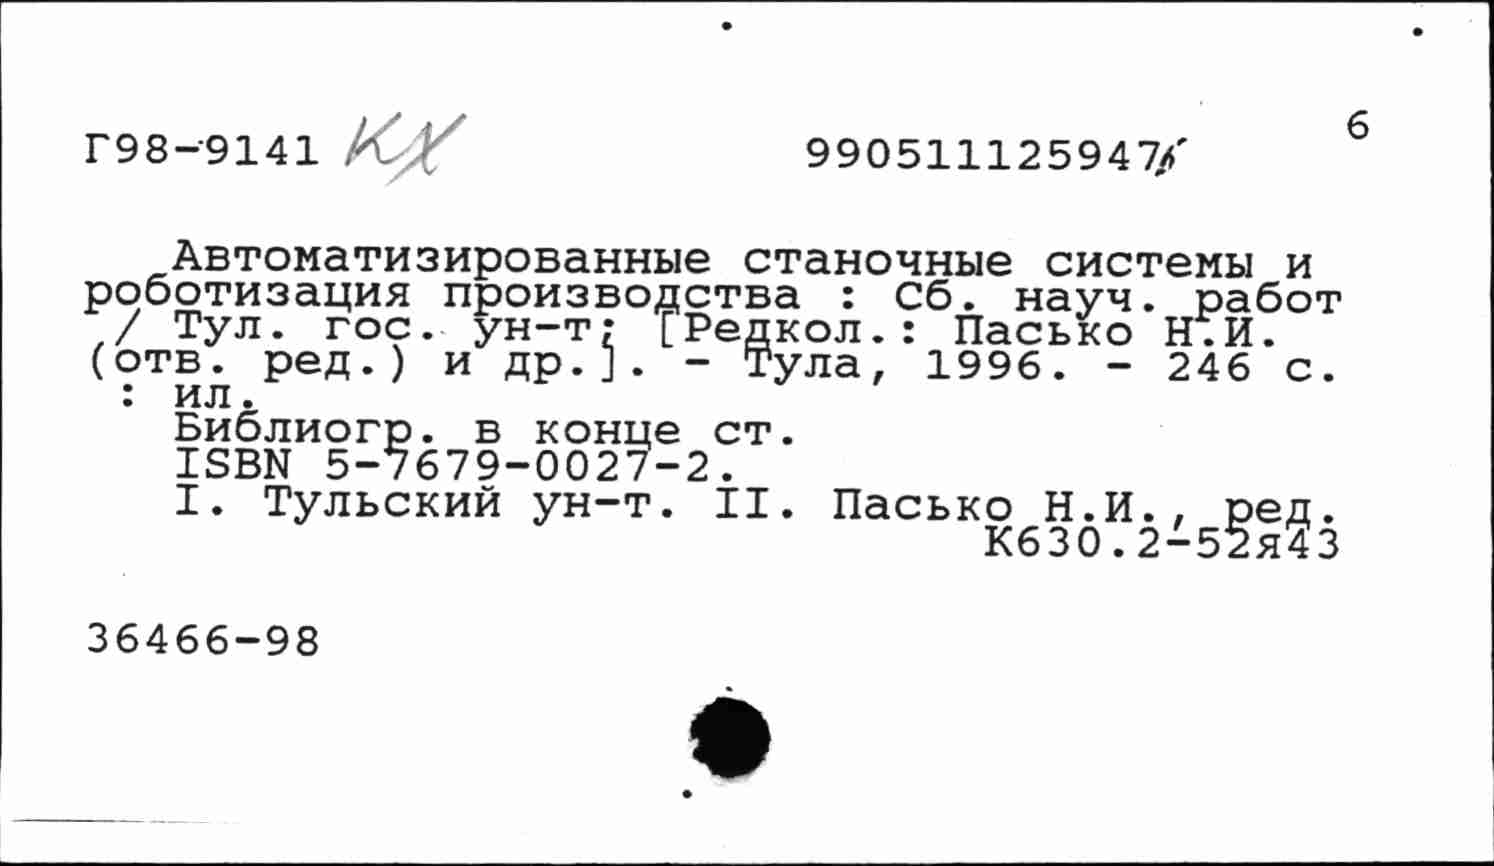 Г98-9141 КХ 990511125947 6
Автоматизированные станочные системы и
роботизация производства : Сб. науч. работ
/ Тул. гос. ун-т; [Редкол.: Пасько Н.И.
(отв. ред.) и др.]. - Тула, 1996. - 246 с.
: ил.
Библиогр. в конце ст.
ISBN 5-7679-0027-2.
I. Тульский ун-т. II. Пасько Н.И., ред.
К630.2-52я43
36466-98